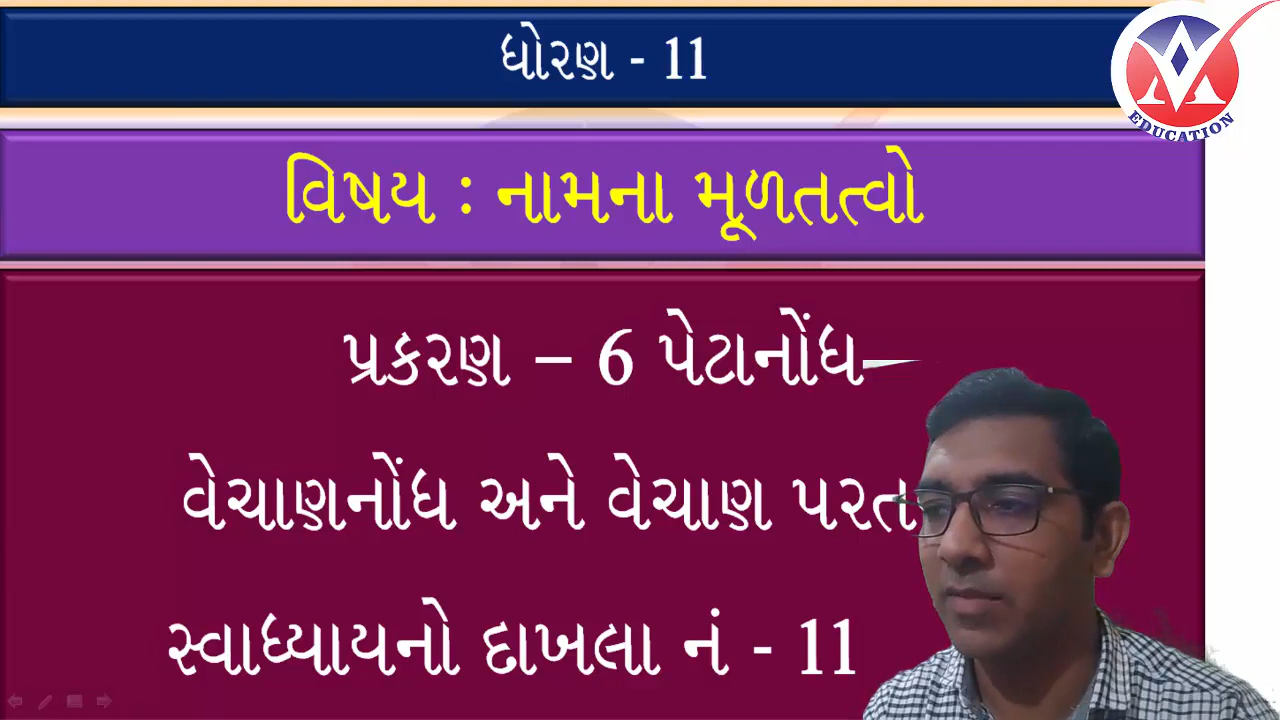 ધોરણ - 11
EDUCATION
વિષય : નામના મૂળતત્વો
પ્રકરણ – 6 પેટાનોંધ
વેચાણનોંધ અને વેચાણ પરત
સ્વાધ્યાયનો દાખલા નં - 11